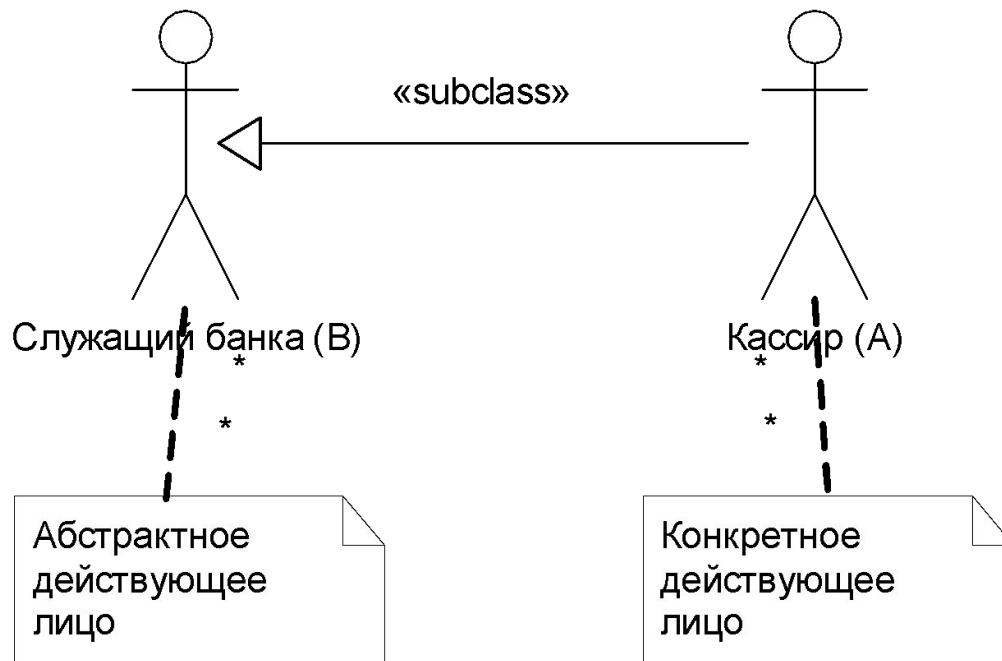 «subclass»
Служащий банка (B)
Кассир (A)
*
*
*
*
Абстрактное
действующее
лицо
Конкретное
действующее
лицо